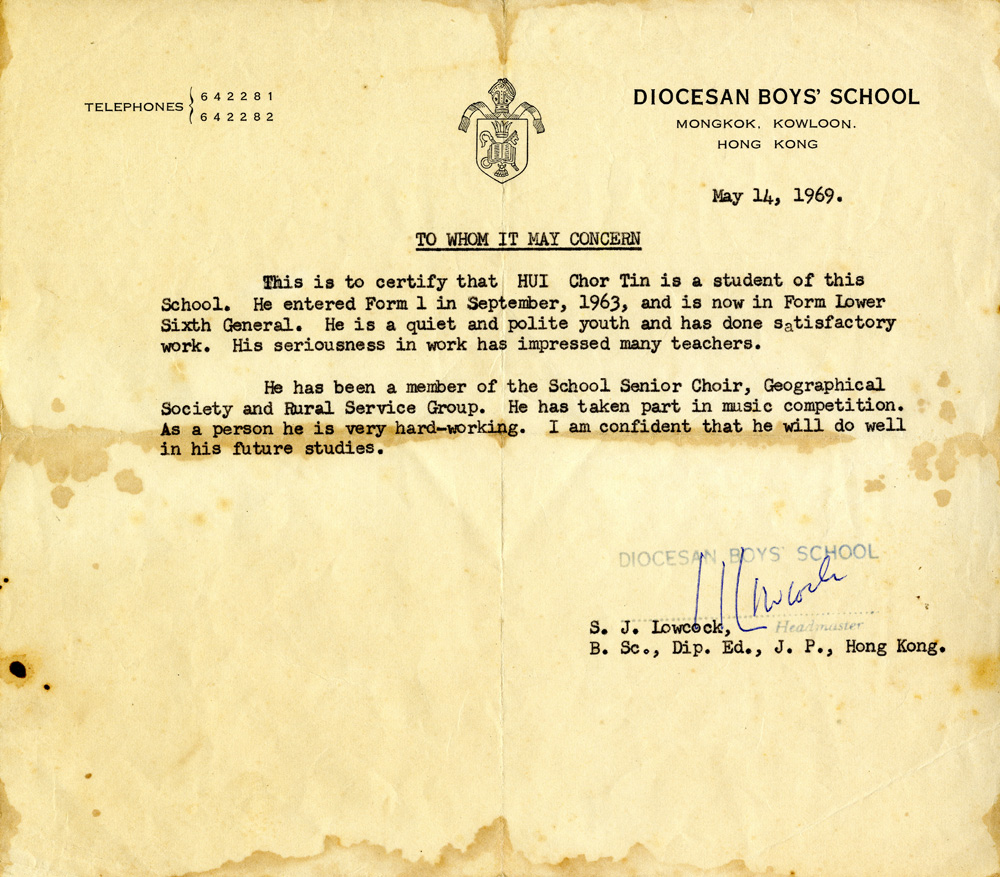 TELEPHONES 642281
642282
DIOCESAN BOYS' SCHOOL
MONGKOK, KOWLOON.
HONG KONG
May 14, 1969.
TO WHOM IT MAY CONCERN
This is to certify that HUI Chor Tin is a student of this
School. He entered Form 1 in September, 1963, and is now in Form Lower
Sixth General. He is a quiet and polite youth and has done satisfactory
work. His seriousness in work has impressed many teachers.
He has been a member of the School Senior Choir, Geographical
Society and Rural Service Group. He has taken part in music competition.
As a person he is very hard-working. I am confident that he will do well
in his future studies.
DIOCESAN BOYS' SCHOOL
Lowcock
Headmaster
S. J. Lowcock,
B. Sc., Dip. Ed., J. P., Hong Kong.